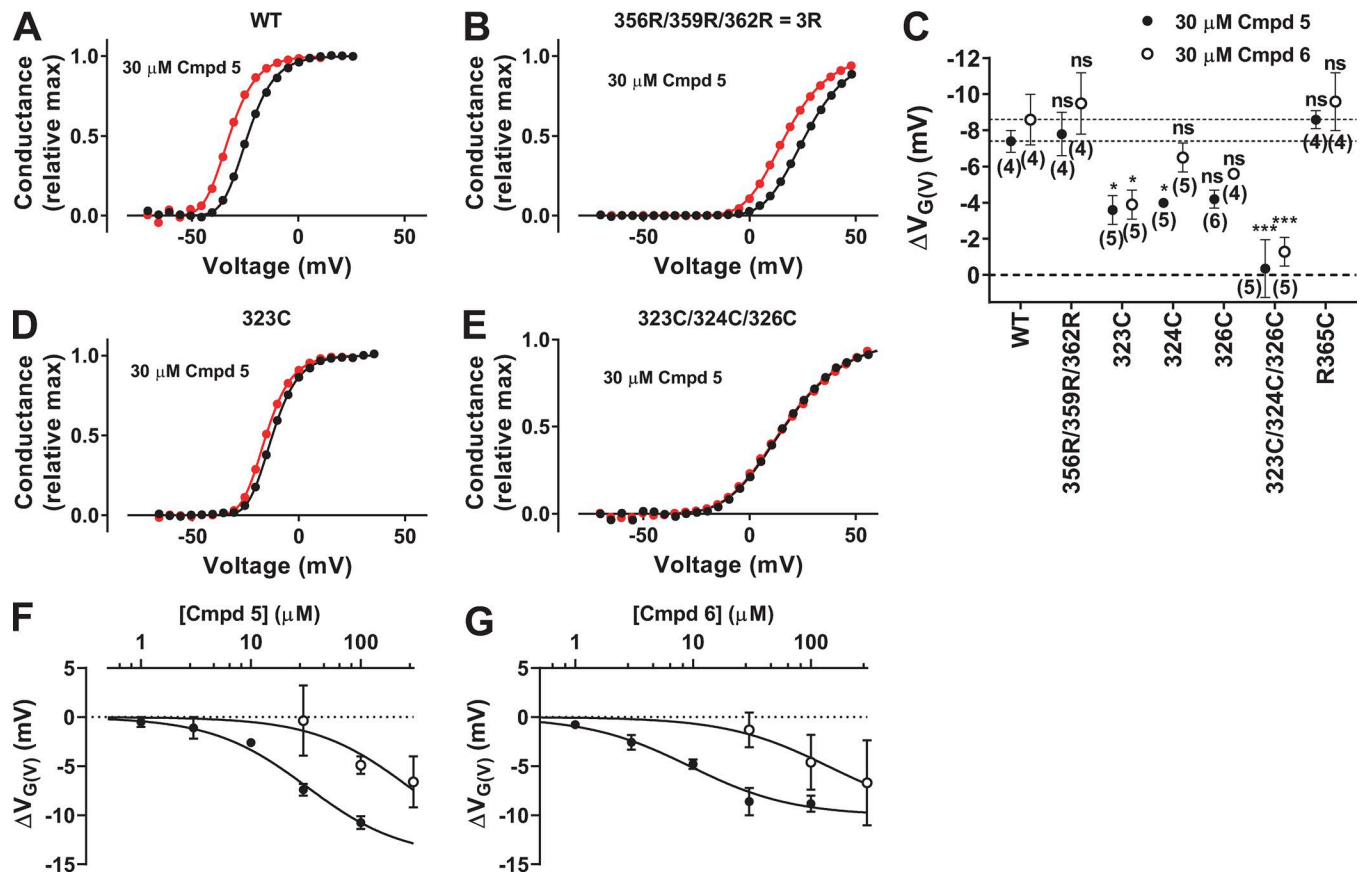 A
WT
30 μM Cmpd 5
Conductance
(relative max)
1.0
0.5
0.0
-50
0
50
Voltage (mV)
B
356R/359R/362R = 3R
30 μM Cmpd 5
Conductance
(relative max)
1.0
0.5
0.0
-50
0
50
Voltage (mV)
C
30 μM Cmpd 5
30 μM Cmpd 6
ΔV G(V) (mV)
-12
-10
-8
-6
-4
-2
0
(4)
(4)
ns
ns
(4)
(4)
*
*
(5)
(5)
*
ns
(5)
(5)
ns
ns
(6)
(4)
***
***
(5)
(5)
ns
ns
(4)
(4)
WT
356R/359R/362R
323C
324C
326C
323C/324C/326C
R365C
D
323C
30 μM Cmpd 5
Conductance
(relative max)
1.0
0.5
0.0
-50
0
50
Voltage (mV)
E
323C/324C/326C
30 μM Cmpd 5
Conductance
(relative max)
1.0
0.5
0.0
-50
0
50
Voltage (mV)
F
[Cmpd 5] (μM)
1
10
100
ΔV G(V) (mV)
5
0
-5
-10
-15
G
[Cmpd 6] (μM)
1
10
100
ΔV G(V) (mV)
5
0
-5
-10
-15